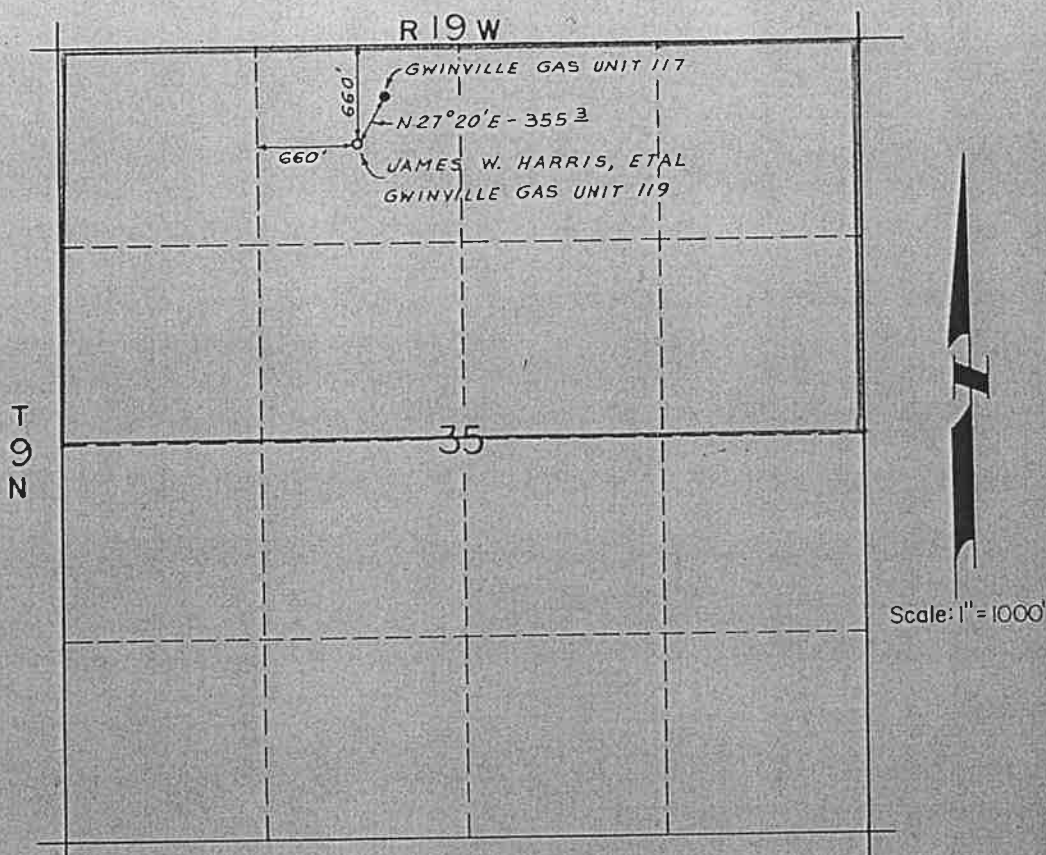 R 19 W
660'
GWINVILLE GAS UNIT 117
N 27° 20' E - 355 3
660'
JAMES W. HARRIS, ETAL
GWINVILLE GAS UNIT 119
T
9
N
35
Scale: 1" = 1000'